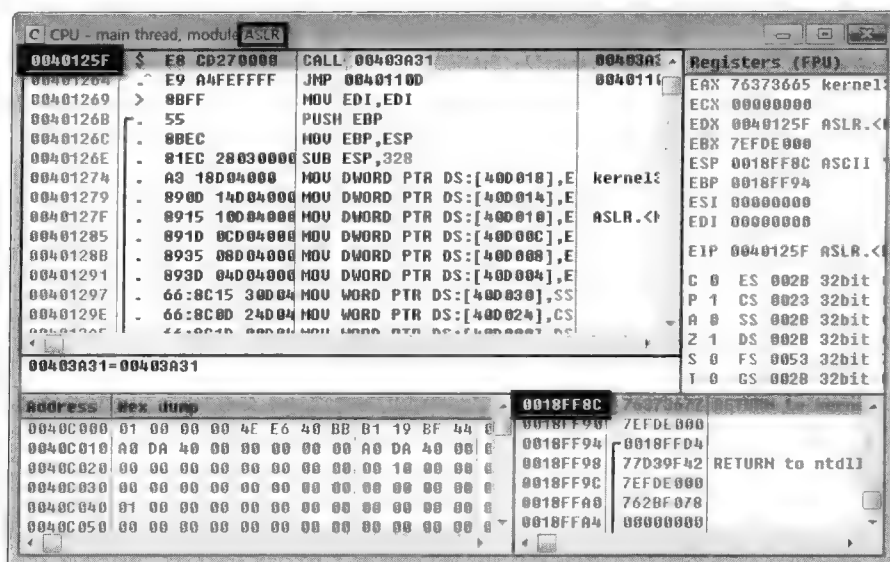 C CPU - main thread, module ASLR
0040125F $ E8 CD270000 CALL 00403A31 00403A3
00401264 .^ E9 A4FEFFFF JMP 0040110D 0040110
00401269 > 8BFF MOV EDI,EDI
0040126B . 55 PUSH EBP
0040126C . 8BEC MOV EBP,ESP
0040126E . 81EC 28030000 SUB ESP,328
00401274 . A3 18D04000 MOV DWORD PTR DS:[40D018],E kernel3
00401279 . 890D 14D04000 MOV DWORD PTR DS:[40D014],E
0040127F . 8915 10D04000 MOV DWORD PTR DS:[40D010],E ASLR.<M
00401285 . 891D 0CD04000 MOV DWORD PTR DS:[40D00C],E
0040128B . 8935 08D04000 MOV DWORD PTR DS:[40D008],E
00401291 . 893D 04D04000 MOV DWORD PTR DS:[40D004],E
00401297 . 66:8C15 30D04 MOV WORD PTR DS:[40D030],SS
0040129E . 66:8C0D 24D04 MOV WORD PTR DS:[40D024],CS
00403A31=00403A31
Registers (FPU)
EAX 76373665 kernel3
ECX 00000000
EDX 0040125F ASLR.<M
EBX 7EFDE000
ESP 0018FF8C ASCII
EBP 0018FF94
ESI 00000000
EDI 00000000
EIP 0040125F ASLR.<M
C 0 ES 002B 32bit
P 1 CS 0023 32bit
A 0 SS 002B 32bit
Z 1 DS 002B 32bit
S 0 FS 0053 32bit
T 0 GS 002B 32bit
Address Hex dump
0040C000 01 00 00 00 4E E6 40 BB B1 19 BF 44 0
0040C010 A0 DA 40 00 00 00 00 00 A0 DA 40 00 0
0040C020 00 00 00 00 00 00 00 00 00 10 00 00 0
0040C030 00 00 00 00 00 00 00 00 00 00 00 00
0040C040 01 00 00 00 00 00 00 00 00 00 00 00
0040C050 00 00 00 00 00 00 00 00 00 00 00 00
0018FF8C
0018FF90 7EFDE000
0018FF94 0018FFD4
0018FF98 77D39F42 RETURN to ntdll
0018FF9C 7EFDE000
0018FFA0 762BF078
0018FFA4 00000000